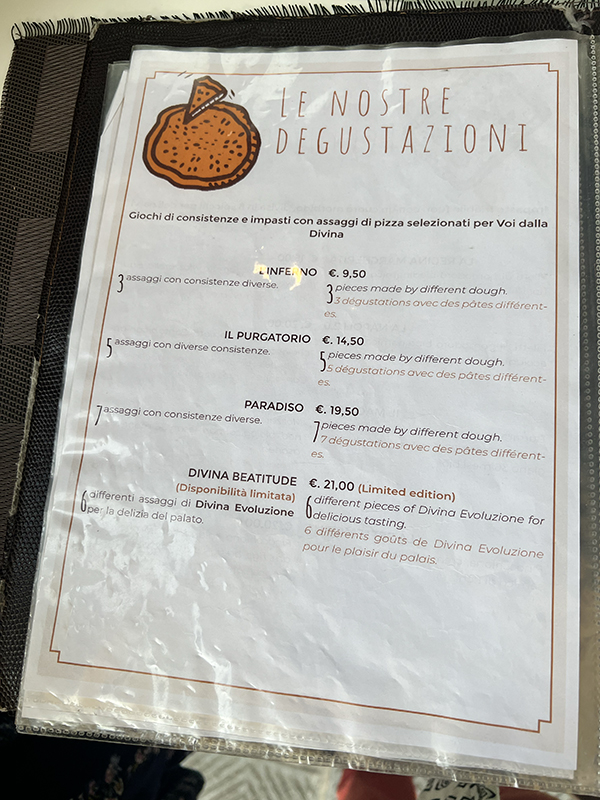 LE NOSTRE
DEGUSTAZIONI
Giochi di consistenze e impasti con assaggi di pizza selezionati per Voi dalla
Divina
L'INFERNO €. 9,50
3 assaggi con consistenze diverse.
3 pieces made by different dough.
3 dégustations avec des pâtes différent-
es.
IL PURGATORIO €. 14,50
5 assaggi con diverse consistenze.
5 pieces made by different dough.
5 dégustations avec des pâtes différent-
es.
PARADISO €. 19,50
7 assaggi con consistenze diverse.
7 pieces made by different dough.
7 dégustations avec des pâtes différent-
es.
DIVINA BEATITUDE €. 21,00 (Limited edition)
(Disponibilità limitata)
6 differenti assaggi di Divina Evoluzione
per la delizia del palato.
6 different pieces of Divina Evoluzione for
delicious tasting.
6 différents goûts de Divina Evoluzione
pour le plaisir du palais.